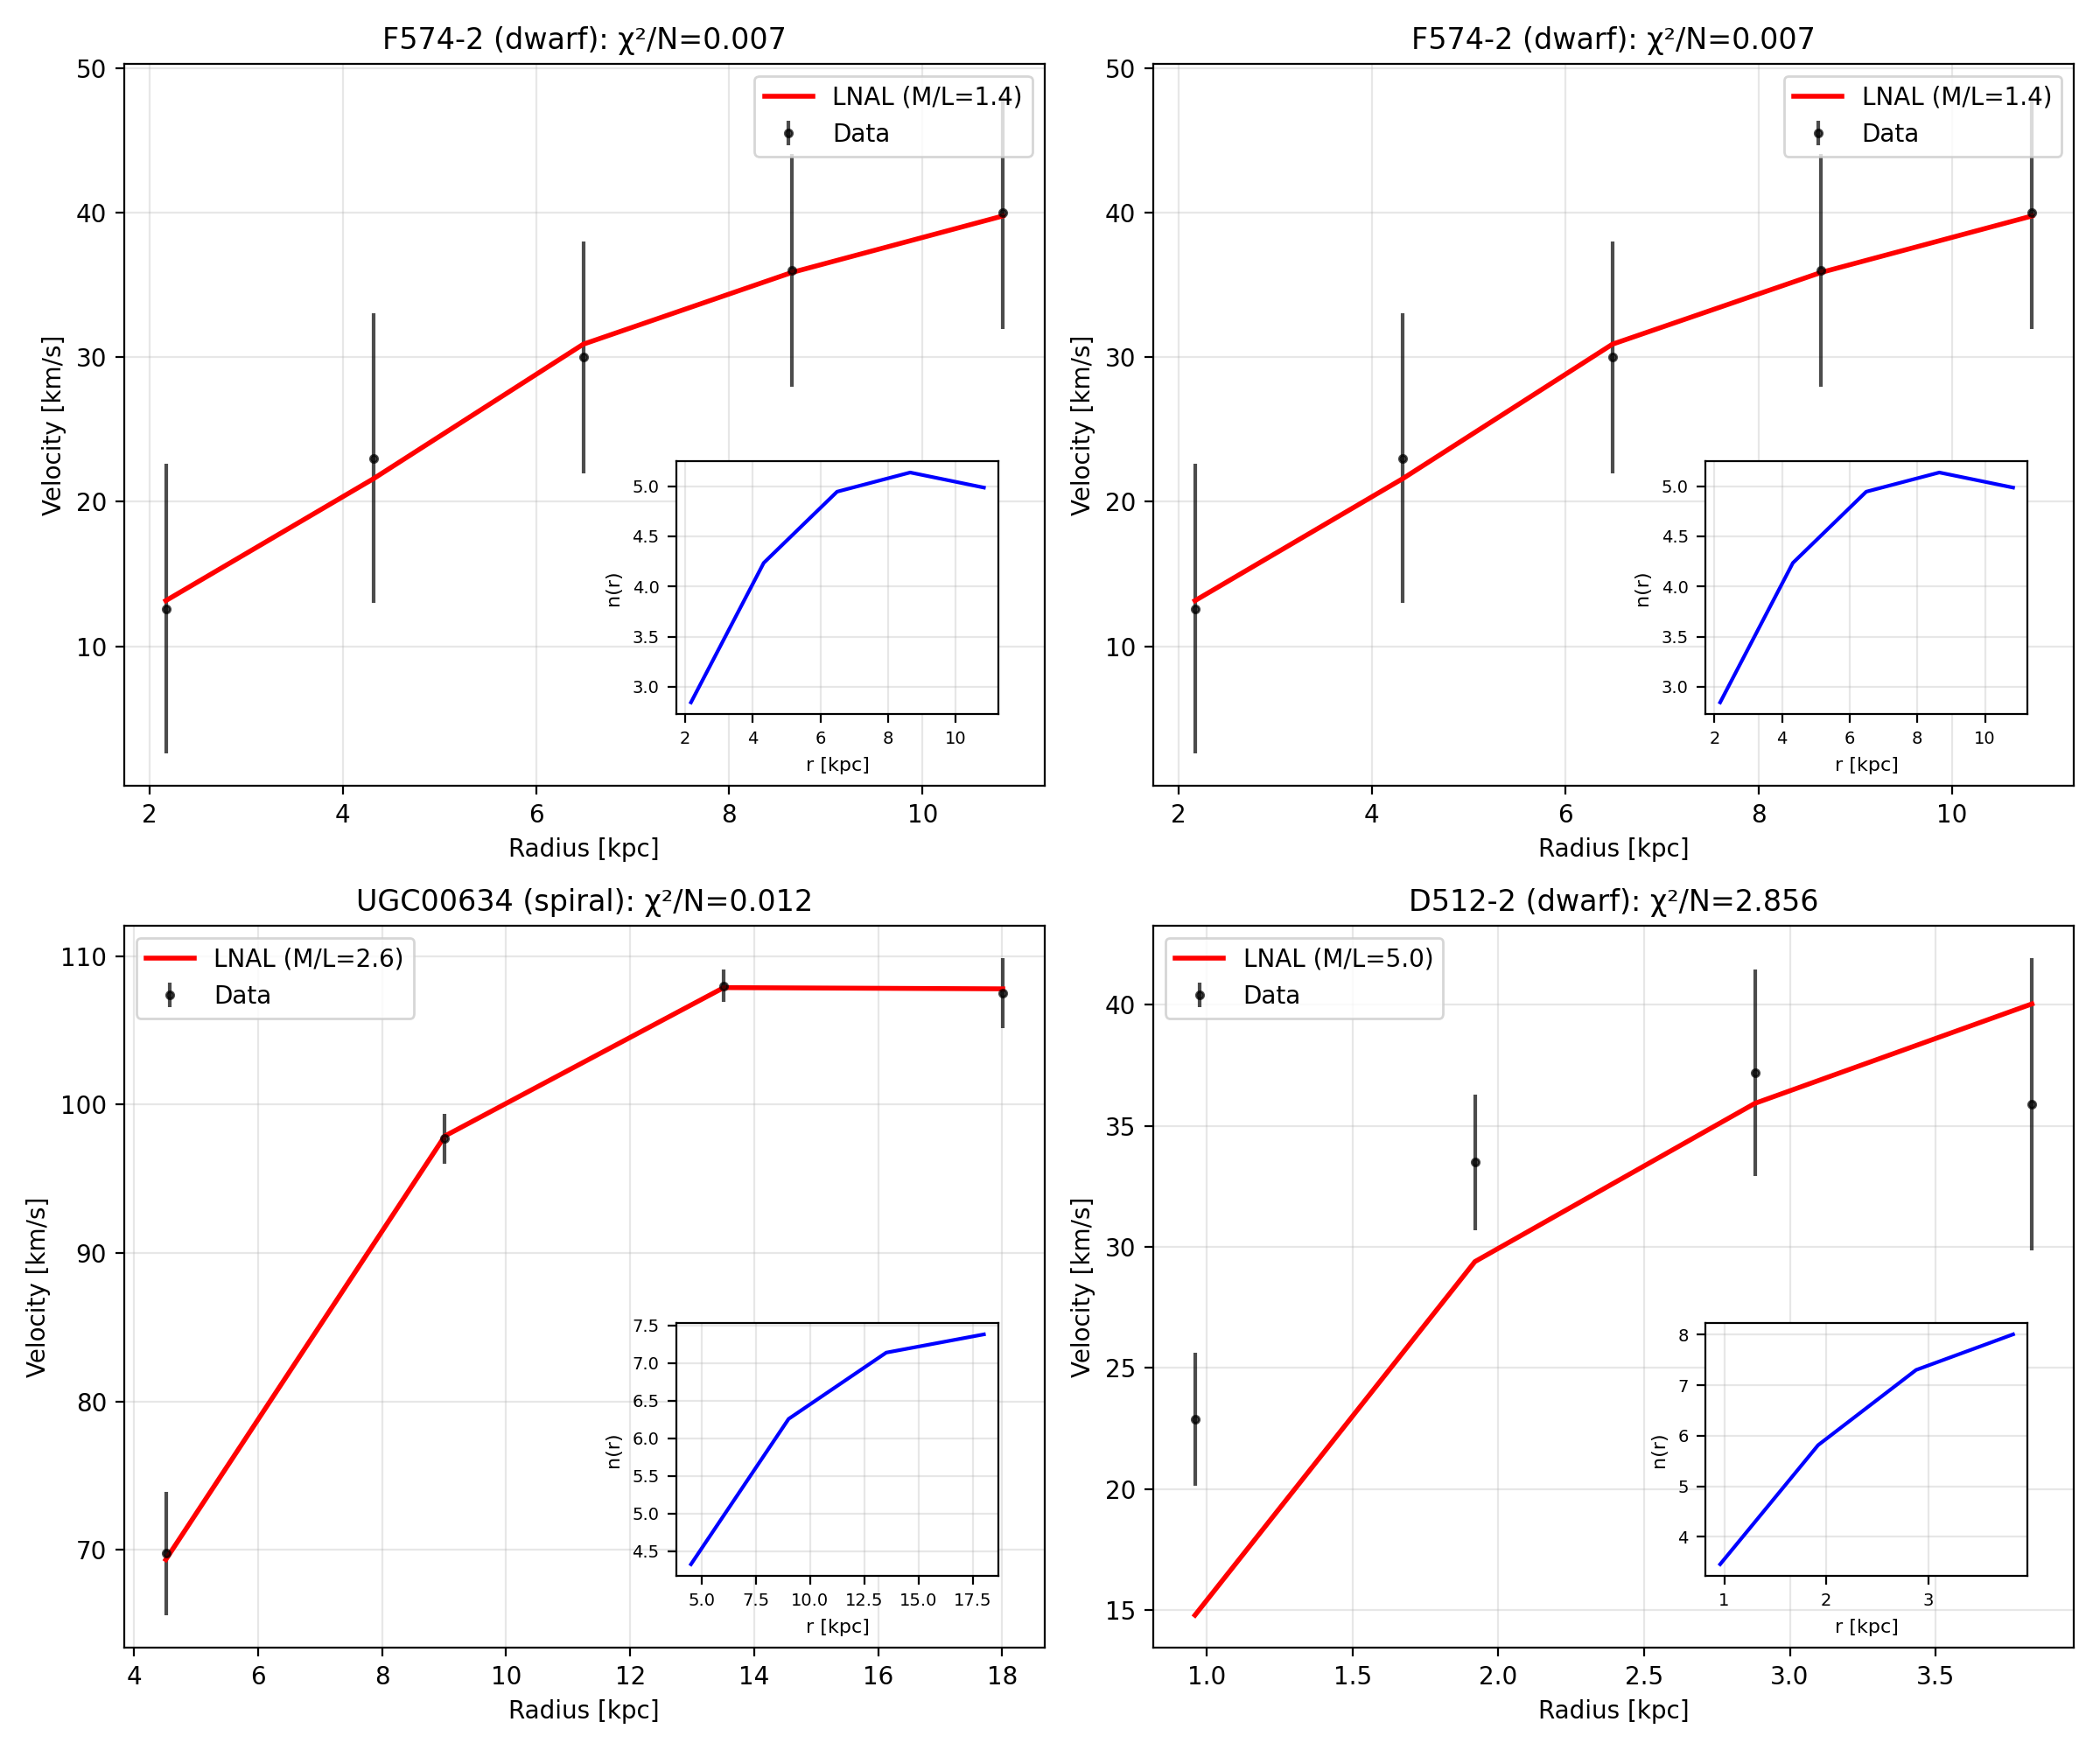 F574-2 (dwarf): χ²/N=0.007
LNAL (M/L=1.4)
Data
Velocity [km/s]
50
40
30
20
10
2 4 6 8 10
Radius [kpc]
n(r)
5.0
4.5
4.0
3.5
3.0
2 4 6 8 10
r [kpc]
F574-2 (dwarf): χ²/N=0.007
LNAL (M/L=1.4)
Data
Velocity [km/s]
50
40
30
20
10
2 4 6 8 10
Radius [kpc]
n(r)
5.0
4.5
4.0
3.5
3.0
2 4 6 8 10
r [kpc]
UGC00634 (spiral): χ²/N=0.012
LNAL (M/L=2.6)
Data
Velocity [km/s]
110
100
90
80
70
4 6 8 10 12 14 16 18
Radius [kpc]
n(r)
7.5
7.0
6.5
6.0
5.5
5.0
4.5
5.0 7.5 10.0 12.5 15.0 17.5
r [kpc]
D512-2 (dwarf): χ²/N=2.856
LNAL (M/L=5.0)
Data
Velocity [km/s]
40
35
30
25
20
15
1.0 1.5 2.0 2.5 3.0 3.5
Radius [kpc]
n(r)
8
7
6
5
4
1 2 3
r [kpc]